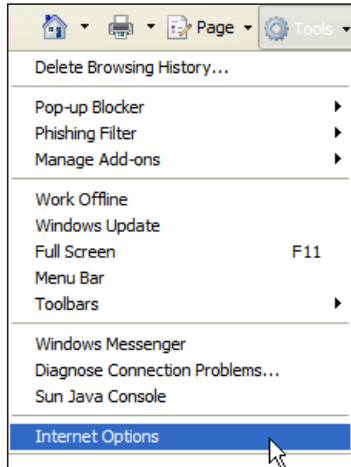 Page Tools
Delete Browsing History...
Pop-up Blocker
Phishing Filter
Manage Add-ons
Work Offline
Windows Update
Full Screen F11
Menu Bar
Toolbars
Windows Messenger
Diagnose Connection Problems...
Sun Java Console
Internet Options